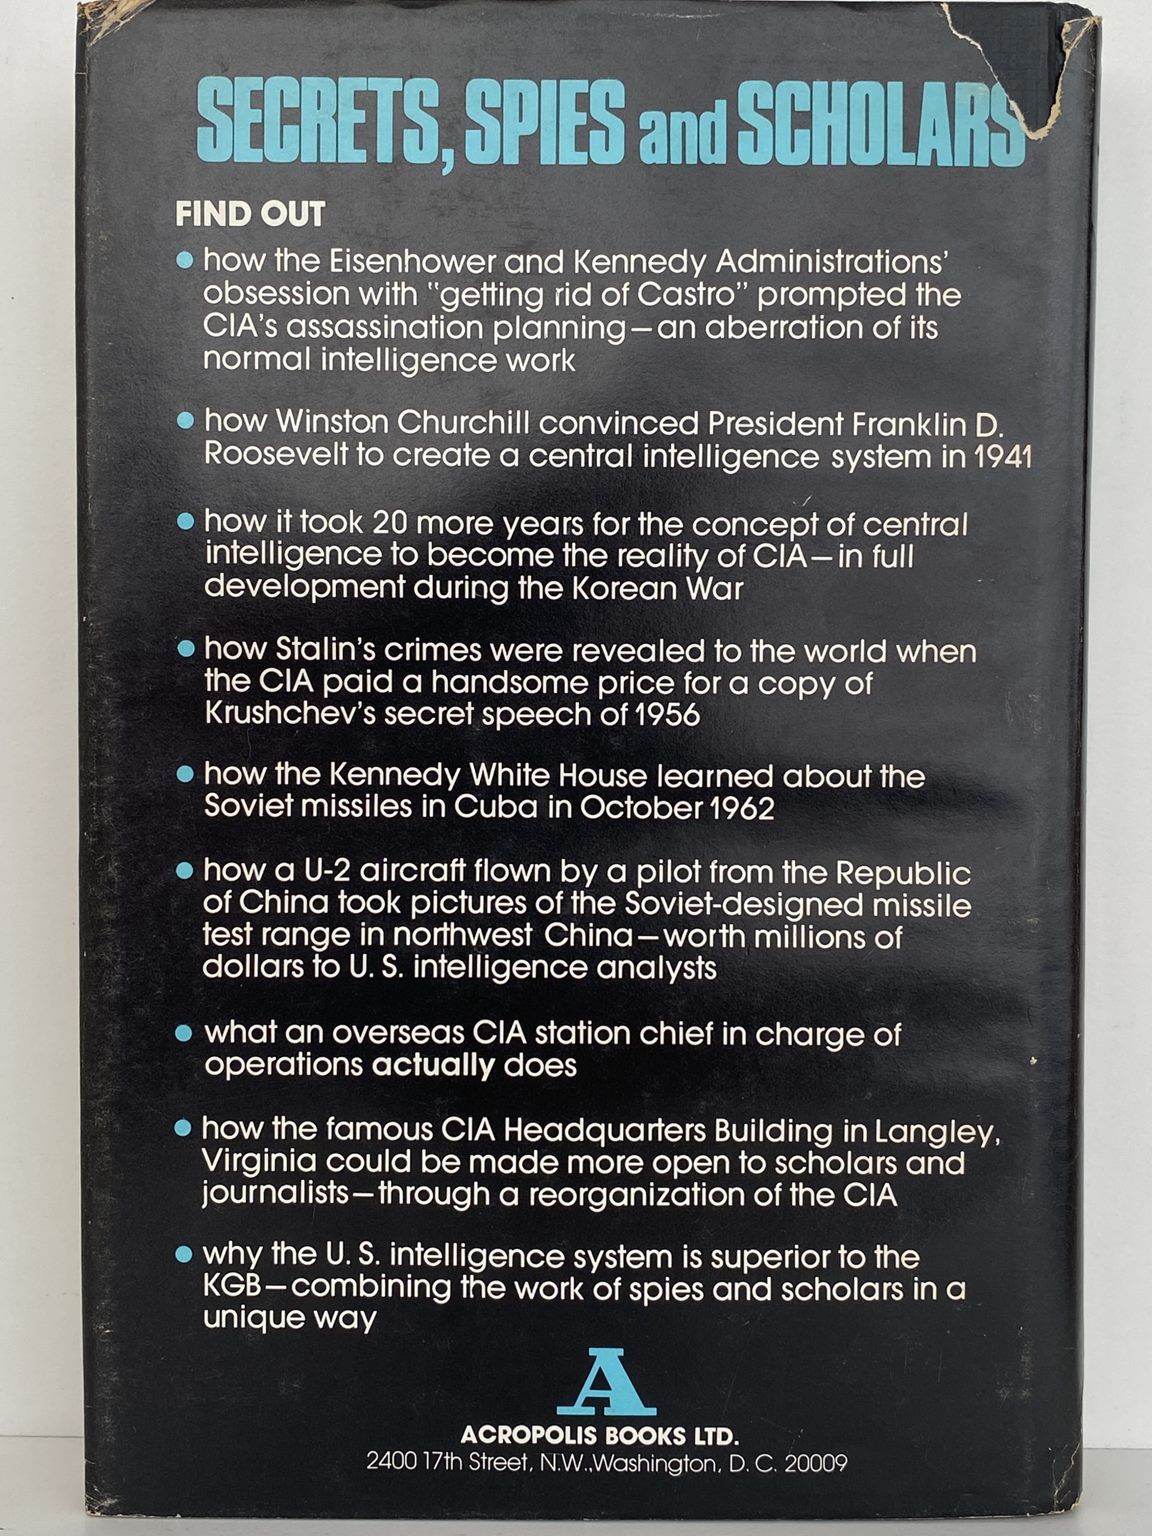 SECRETS, SPIES and SCHOLARS
FIND OUT
• how the Eisenhower and Kennedy Administrations'
obsession with "getting rid of Castro" prompted the
CIA's assassination planning—an aberration of its
normal intelligence work
• how Winston Churchill convinced President Franklin D.
Roosevelt to create a central intelligence system in 1941
• how it took 20 more years for the concept of central
intelligence to become the reality of CIA—in full
development during the Korean War
• how Stalin's crimes were revealed to the world when
the CIA paid a handsome price for a copy of
Krushchev's secret speech of 1956
• how the Kennedy White House learned about the
Soviet missiles in Cuba in October 1962
• how a U-2 aircraft flown by a pilot from the Republic
of China took pictures of the Soviet-designed missile
test range in northwest China—worth millions of
dollars to U. S. intelligence analysts
• what an overseas CIA station chief in charge of
operations actually does
• how the famous CIA Headquarters Building in Langley,
Virginia could be made more open to scholars and
journalists—through a reorganization of the CIA
• why the U. S. intelligence system is superior to the
KGB—combining the work of spies and scholars in a
unique way
A
ACROPOLIS BOOKS LTD.
2400 17th Street, N.W.,Washington, D. C. 20009